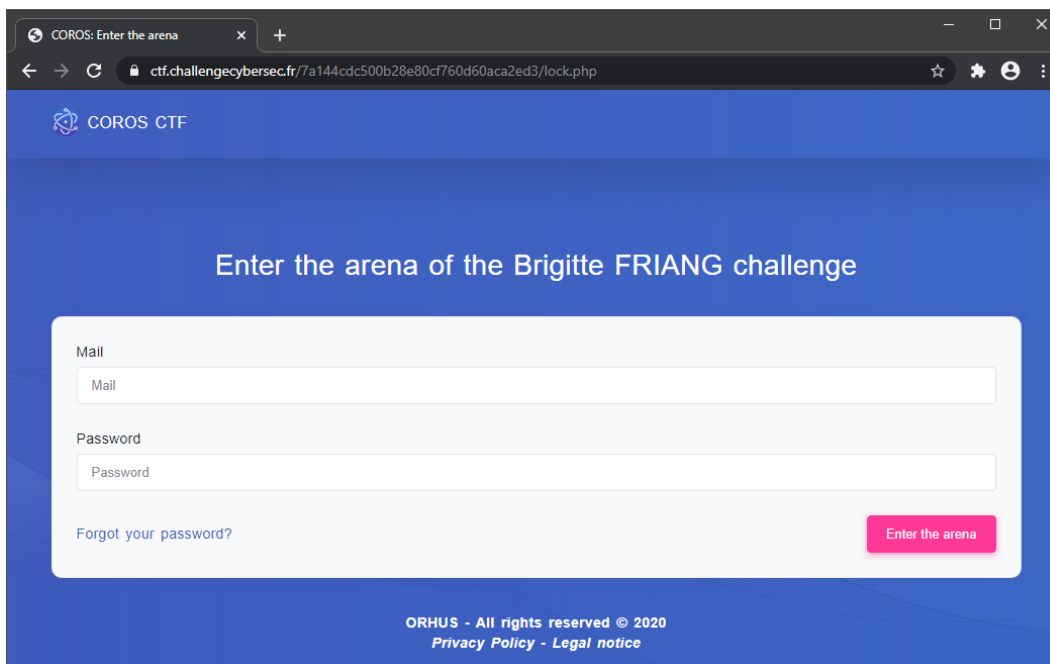 COROS: Enter the arena
ctf.challengecybersec.fr/7a144cdc500b28e80cf760d60aca2ed3/lock.php
COROS CTF
Enter the arena of the Brigitte FRIANG challenge
Mail
Mail
Password
Password
Forgot your password? Enter the arena
ORHUS - All rights reserved © 2020
Privacy Policy - Legal notice